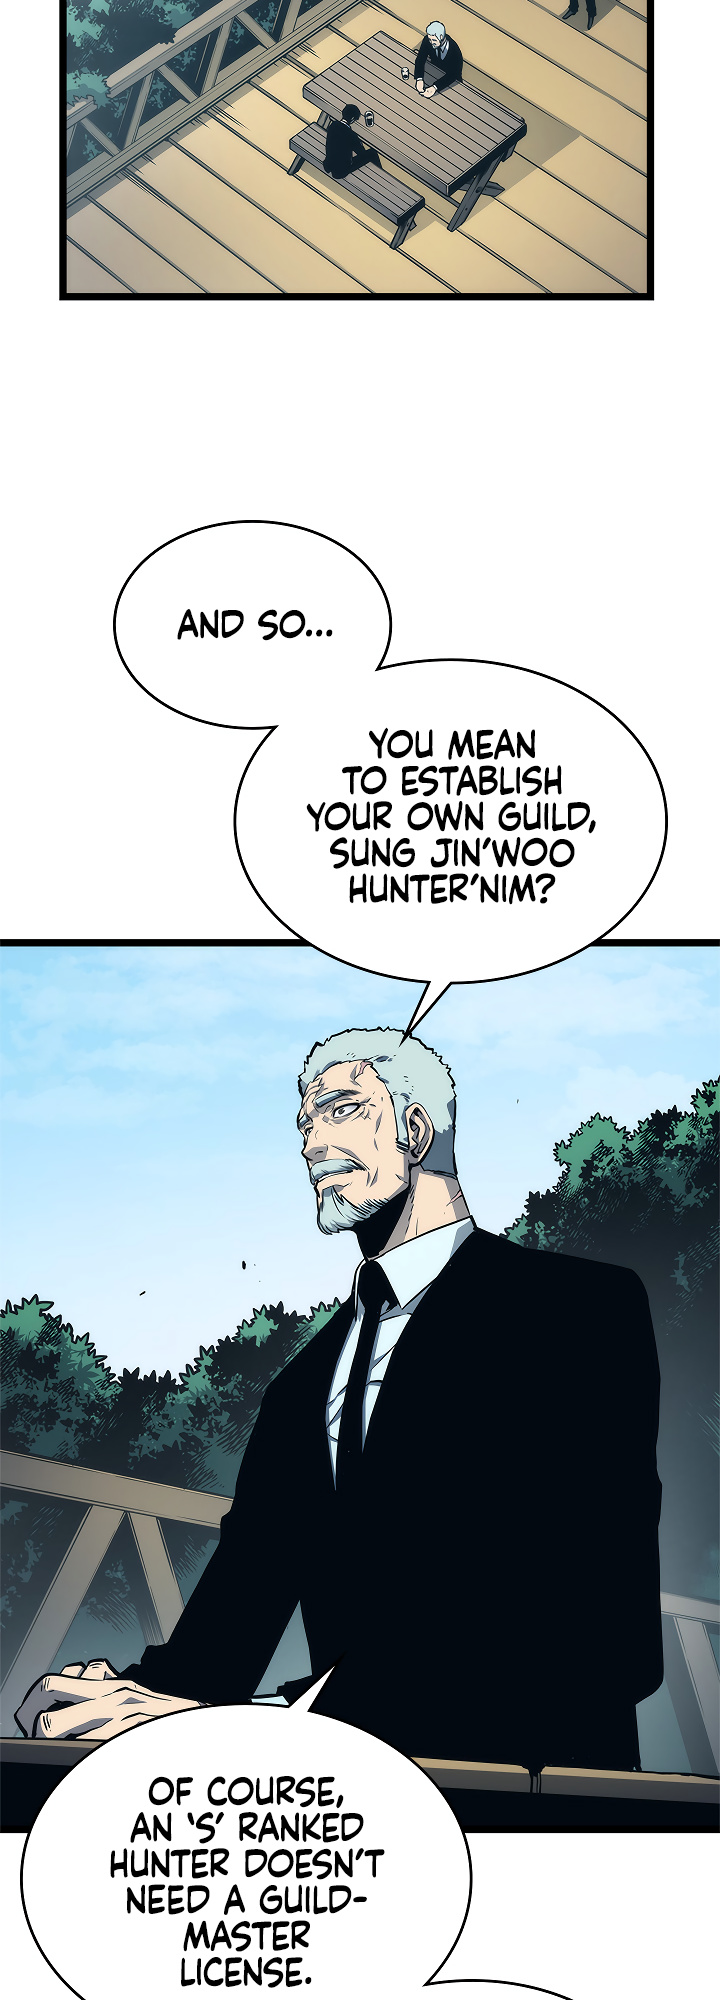 AND SO...
YOU MEAN
TO ESTABLISH
YOUR OWN GUILD,
SUNG JIN'WOO
HUNTER'NIM?
OF COURSE,
AN 'S' RANKED
HUNTER DOESN'T
NEED A GUILD-
MASTER
LICENSE.